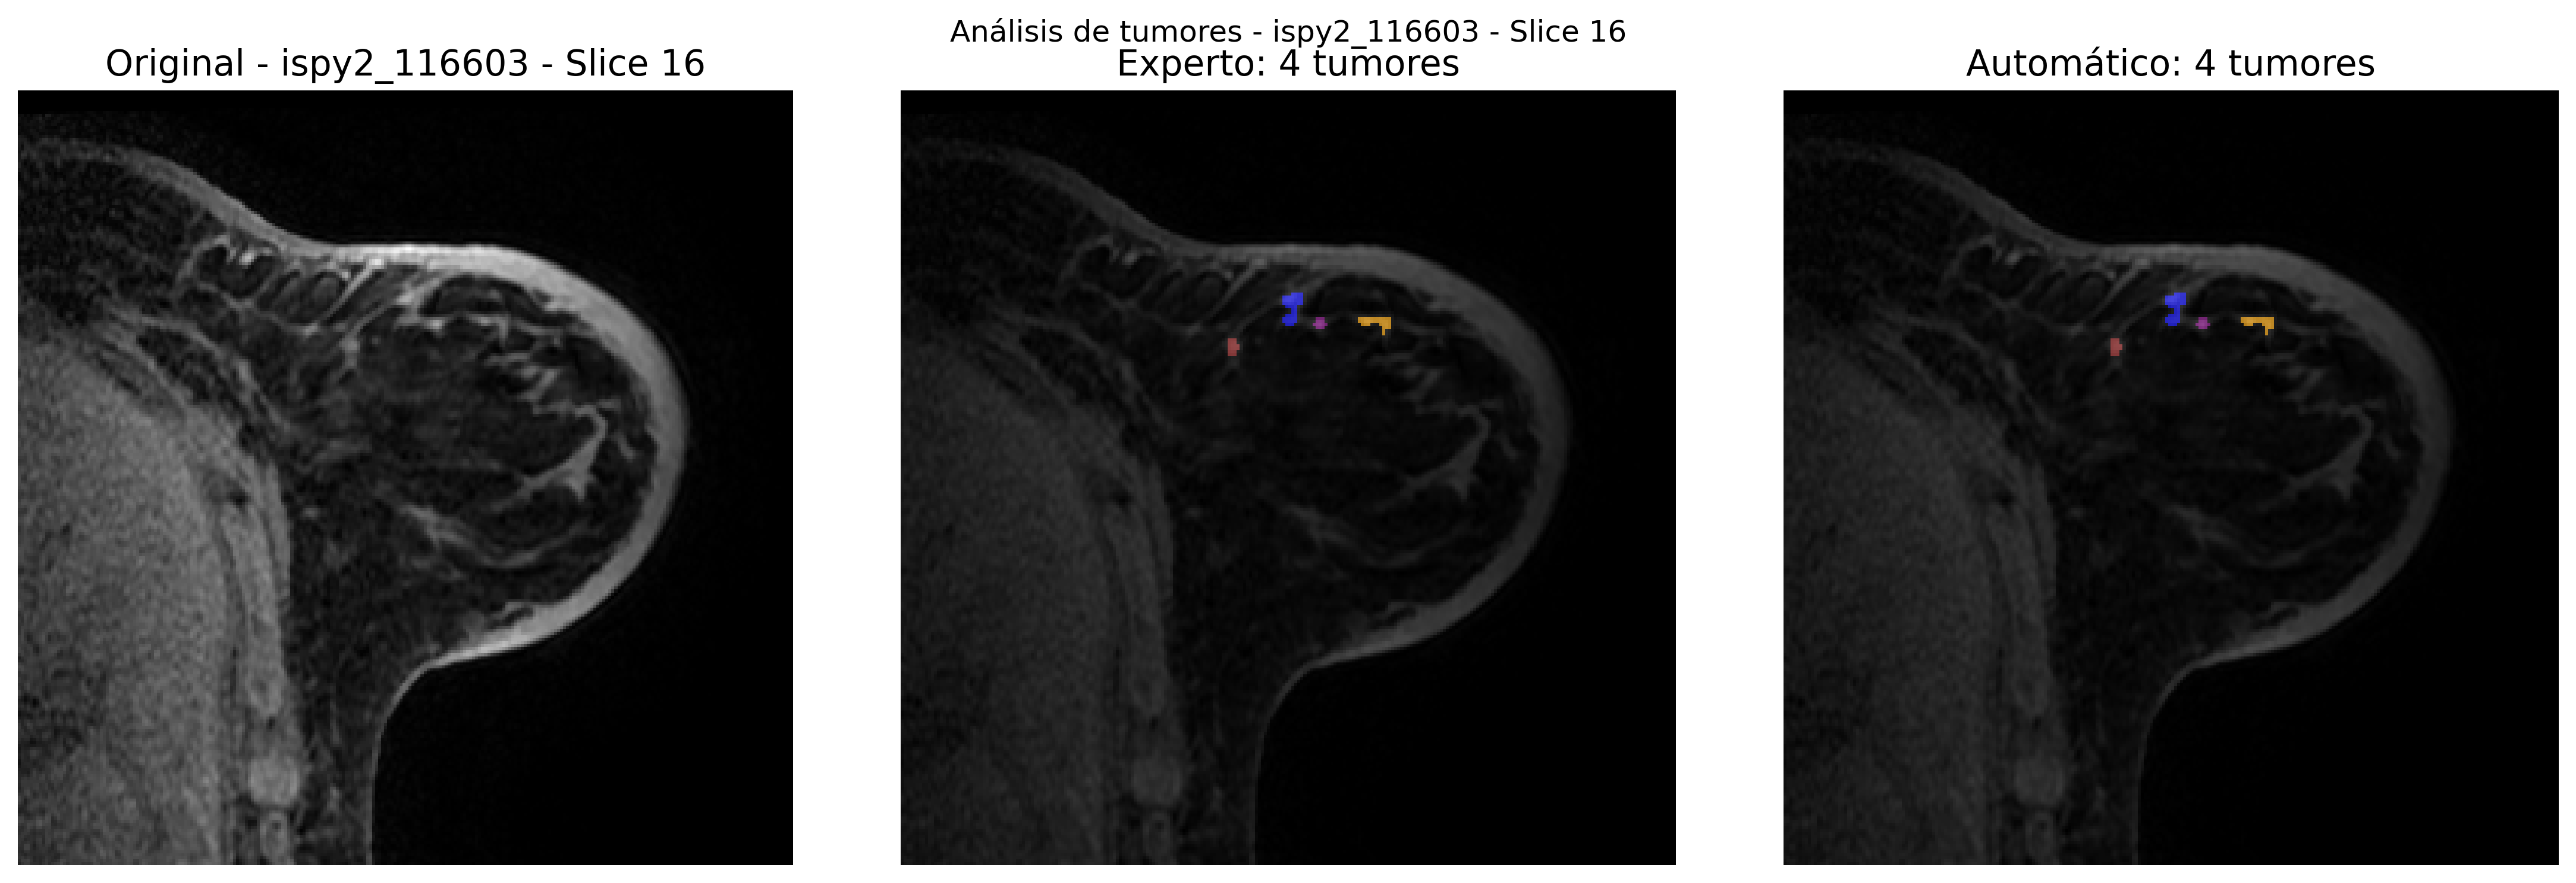 Análisis de tumores - ispy2_116603 - Slice 16
Original - ispy2_116603 - Slice 16
Experto: 4 tumores
Automático: 4 tumores